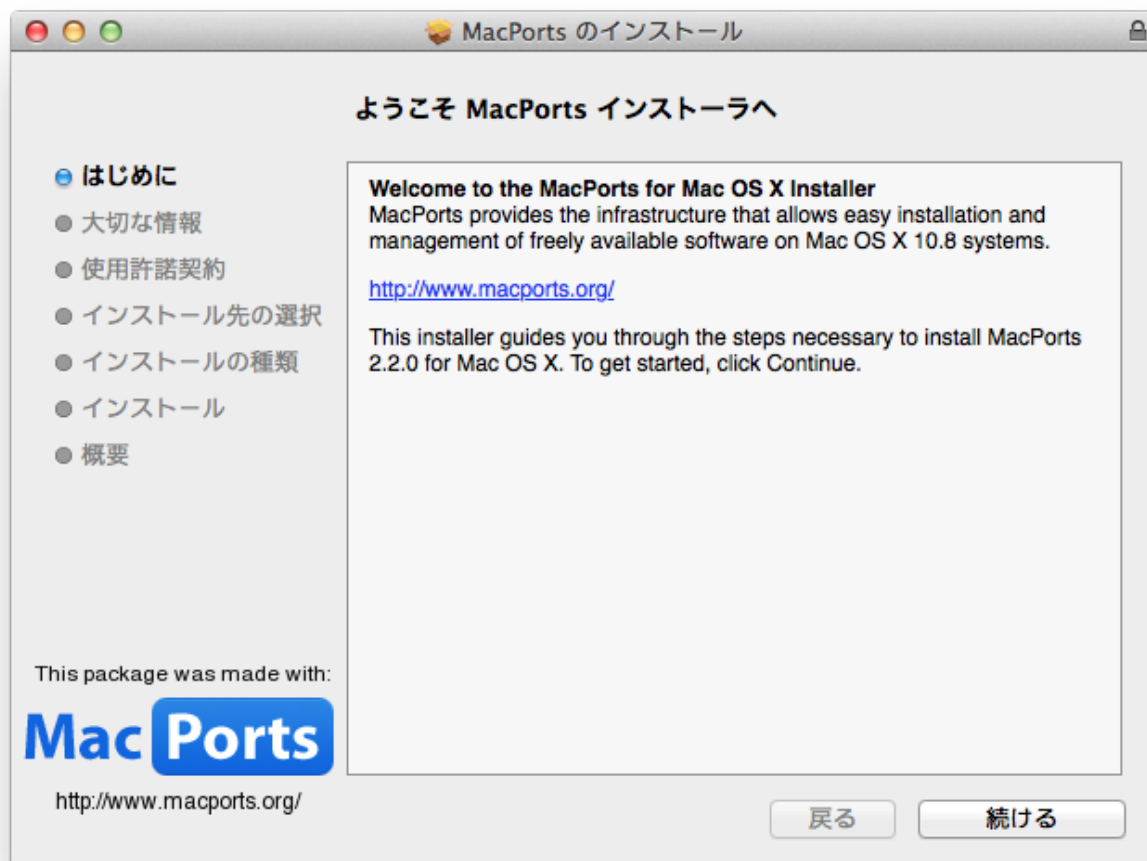 MacPorts のインストール
ようこそ MacPorts インストーラへ
はじめに
大切な情報
使用許諾契約
インストール先の選択
インストールの種類
インストール
概要
Welcome to the MacPorts for Mac OS X Installer
MacPorts provides the infrastructure that allows easy installation and
management of freely available software on Mac OS X 10.8 systems.
http://www.macports.org/
This installer guides you through the steps necessary to install MacPorts
2.2.0 for Mac OS X. To get started, click Continue.
This package was made with:
Mac Ports
http://www.macports.org/
戻る
続ける